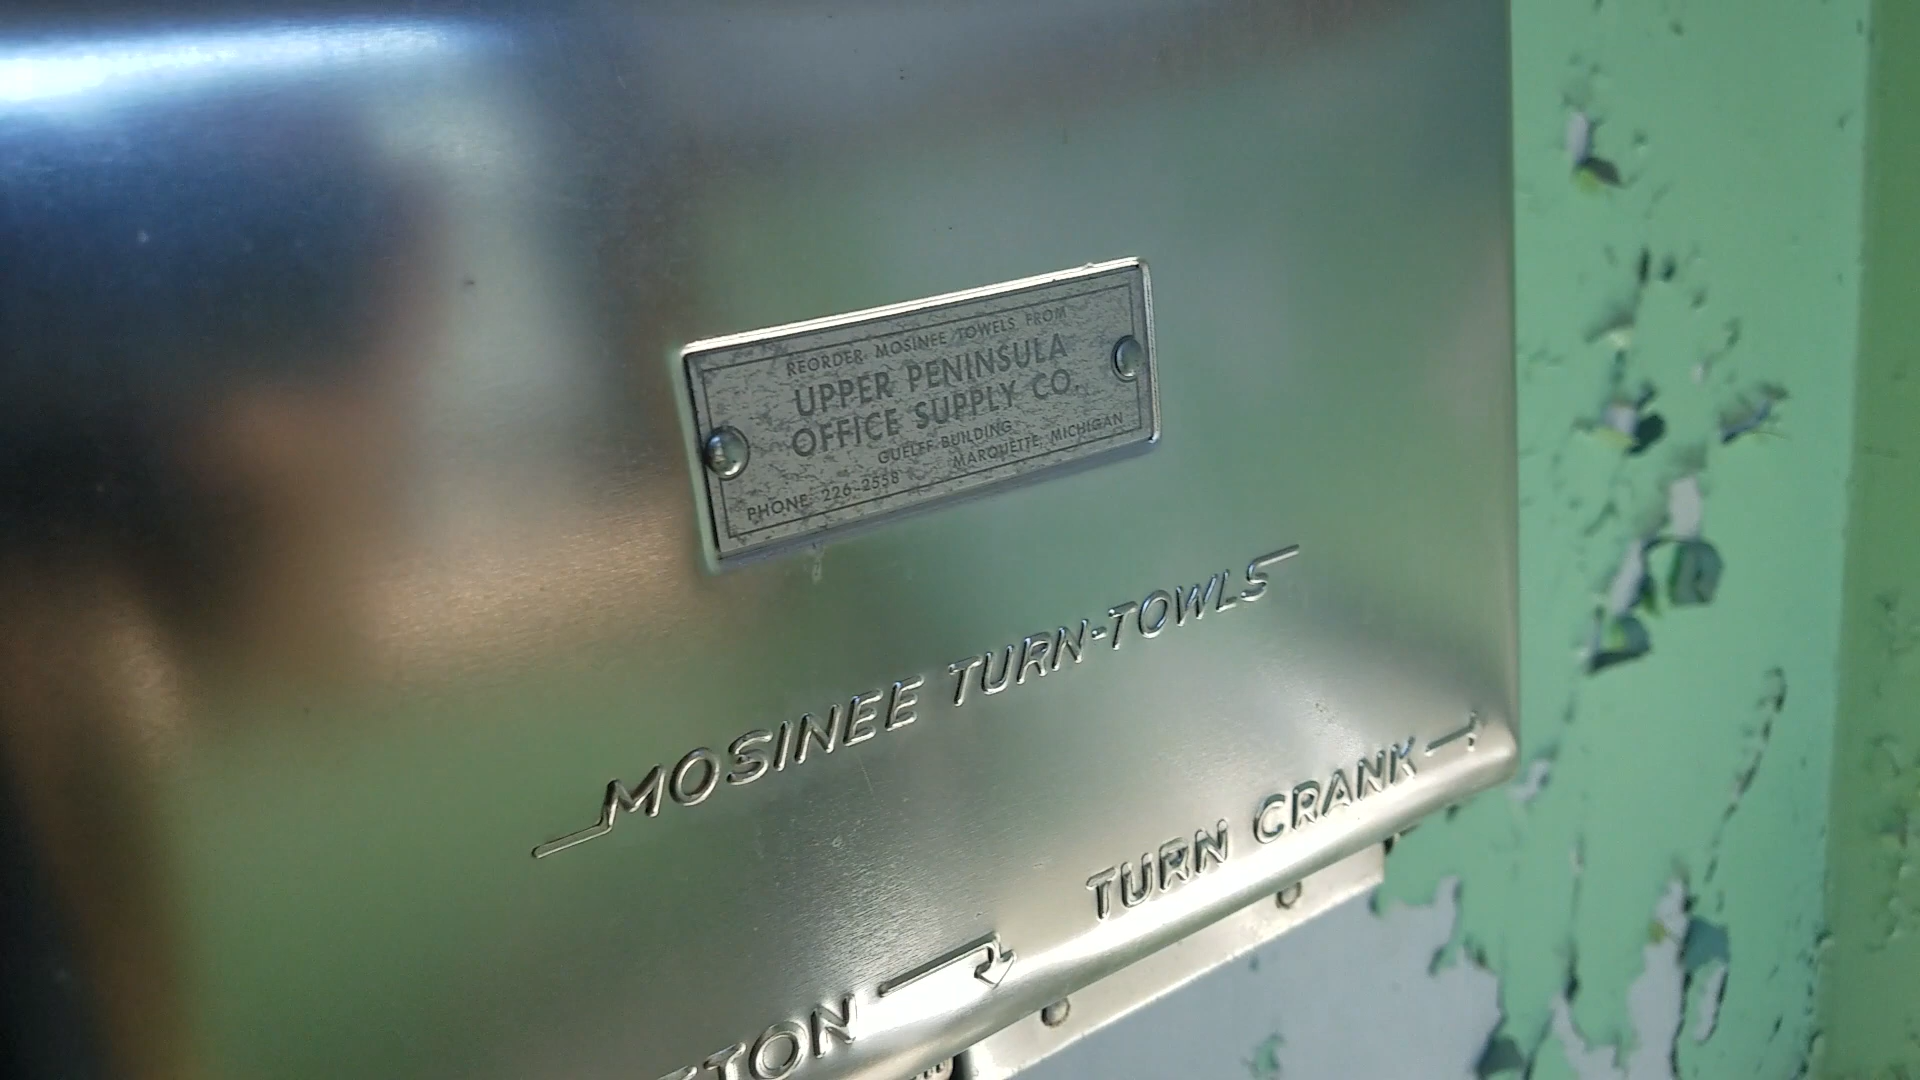 REORDER MOSINEE TOWELS FROM
UPPER PENINSULA
OFFICE SUPPLY CO.
GUELFF BUILDING
PHONE 226-2558 MARQUETTE, MICHIGAN
MOSINEE TURN-TOWLS
TURN CRANK
TTON